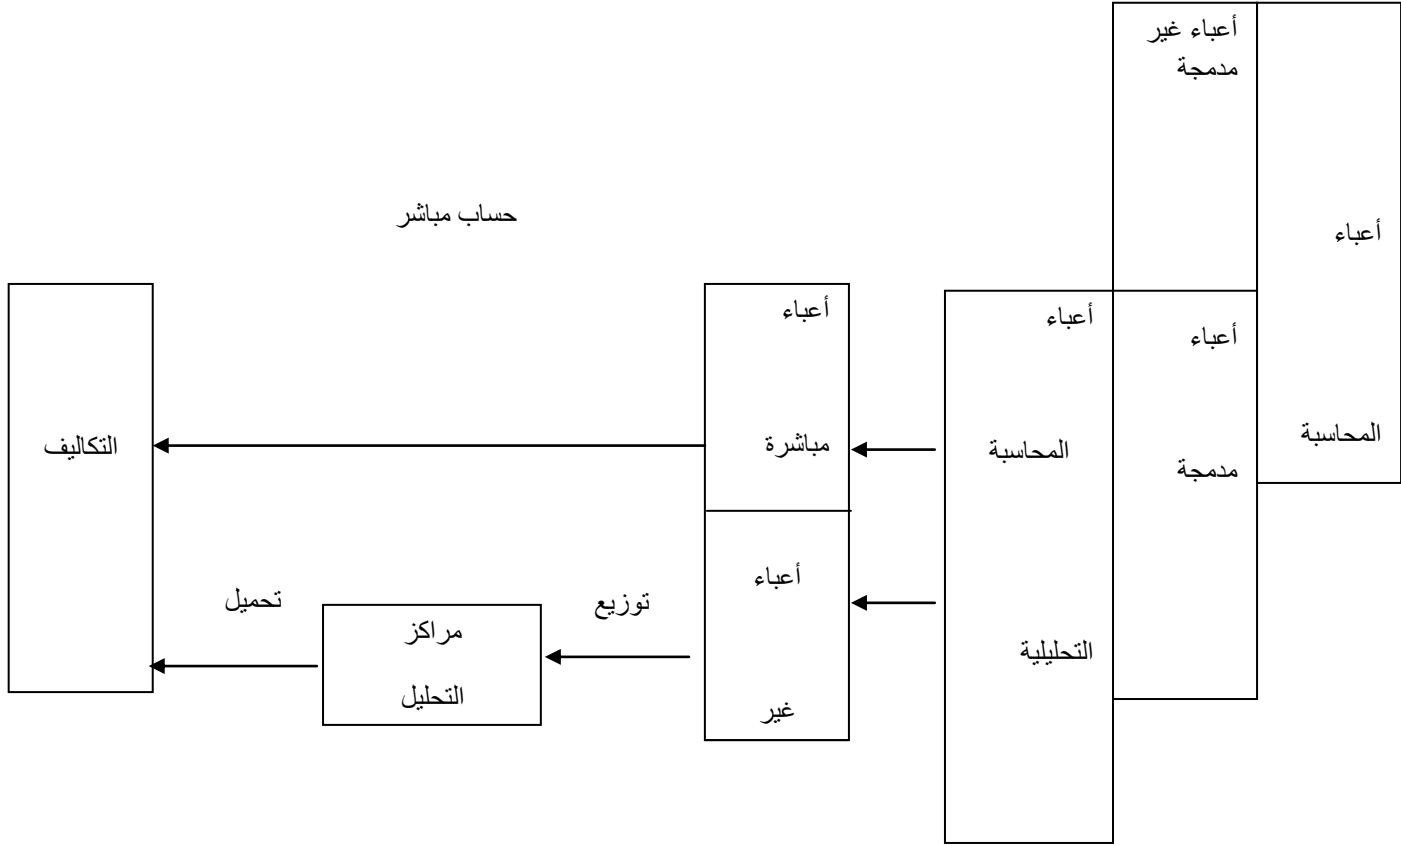 أعباء
المحاسبة
أعباء غير
مدمجة
أعباء
مدمجة
أعباء
المحاسبة
التحليلية
أعباء
مباشرة
أعباء
غير
حساب مباشر
توزيع
مراكز
التحليل
تحميل
التكاليف